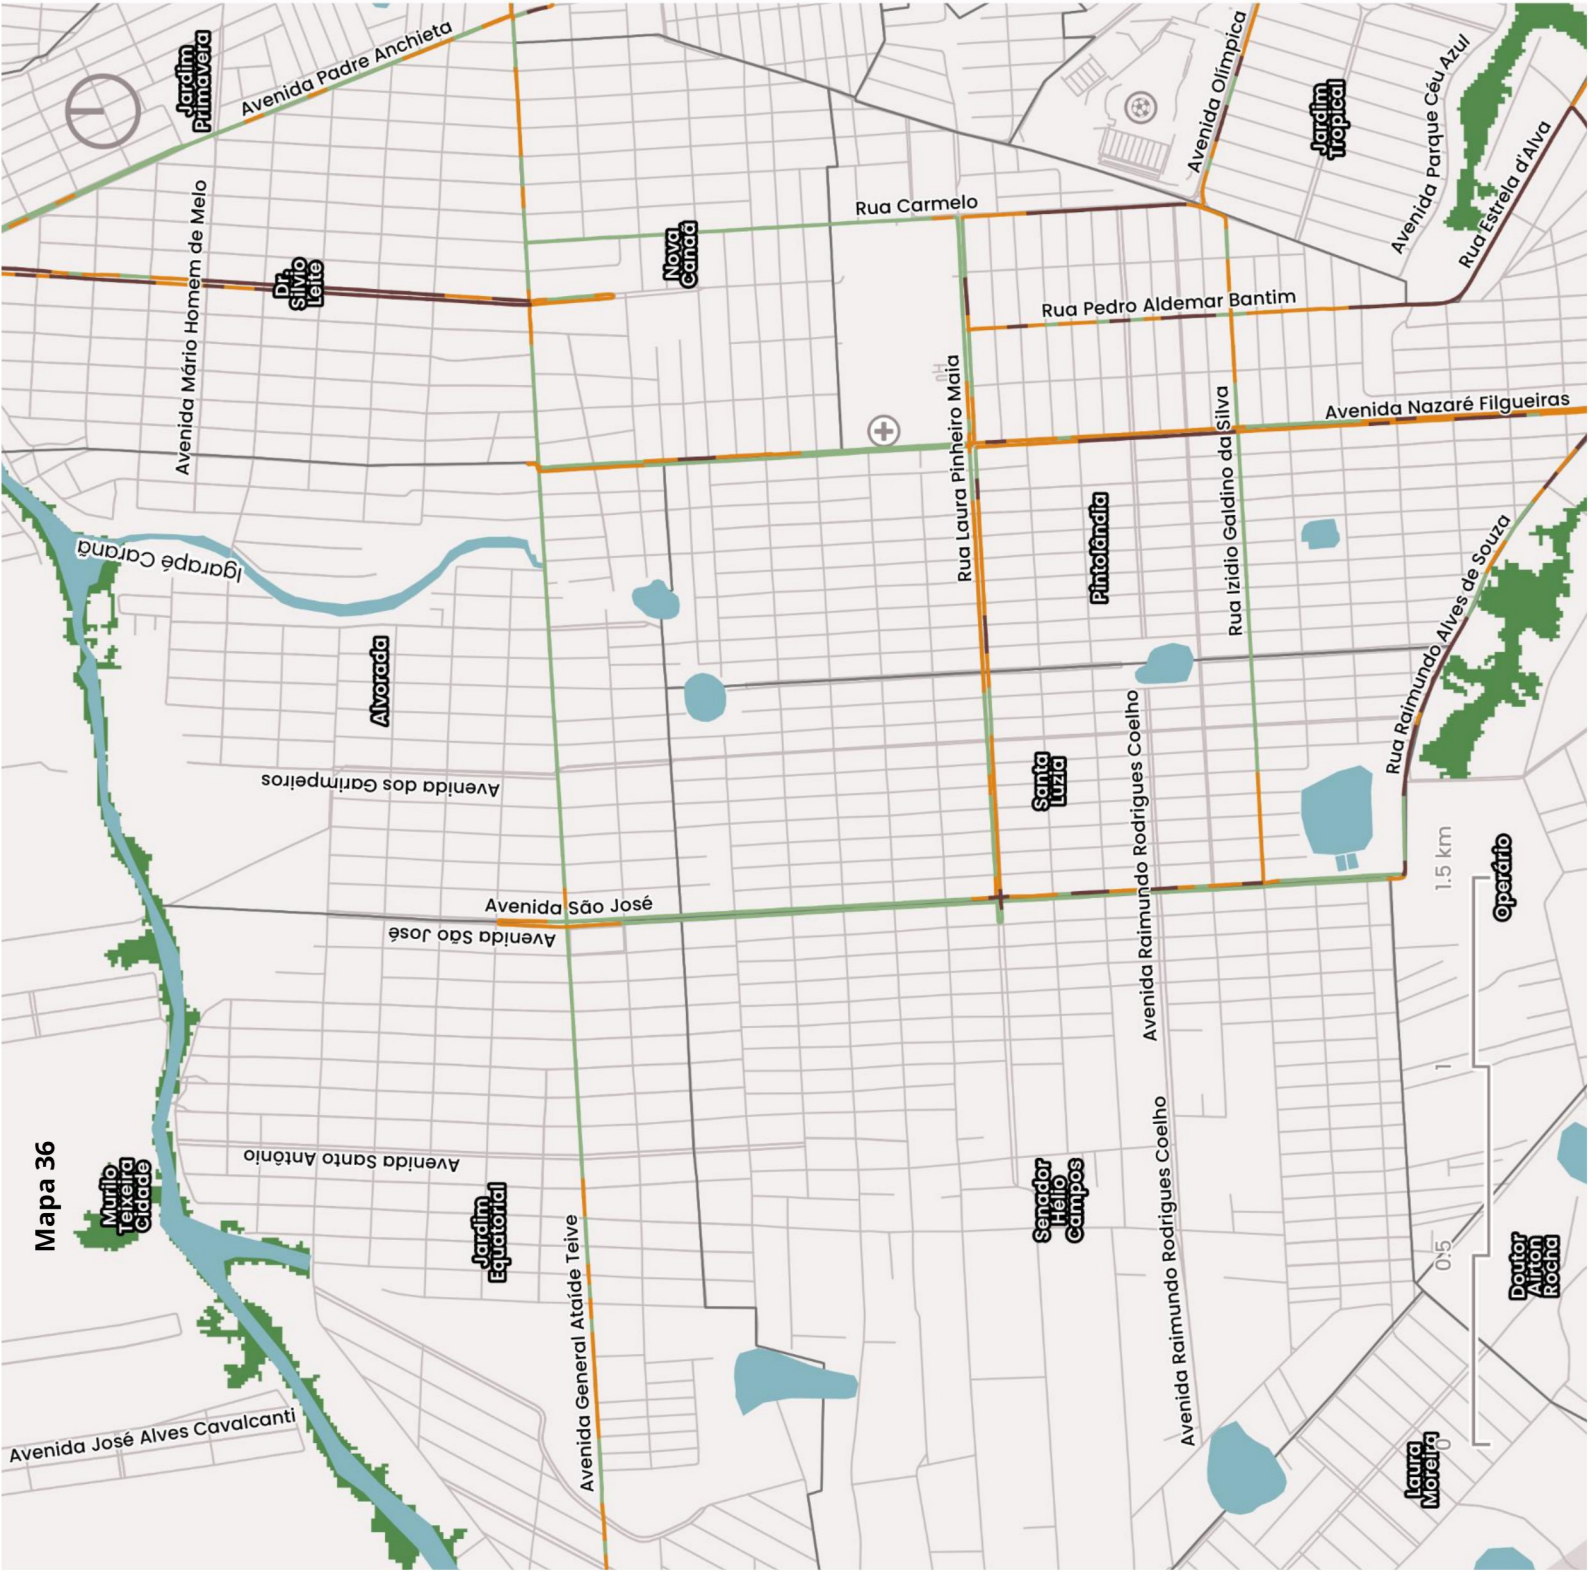 Mapa 36
Jardim
Primavera
Avenida Padre Anchieta
Avenida Mário Homem de Melo
Dr.
Silvio
Leite
Nova
Canaã
Rua Carmelo
Avenida Olímpica
Jardim
Tropical
Avenida Parque Céu Azul
Rua Estrela d'Alva
Rua Pedro Aldemar Bantim
Avenida Nazaré Filgueiras
Rua Laura Pinheiro Maia
Rua Izidio Galdino da Silva
Pintolândia
Rua Raimundo Alves de Souza
Igarapé Caranã
Alvorada
Avenida dos Garimpeiros
Santa
Luzia
Avenida Raimundo Rodrigues Coelho
Avenida São José
Avenida São José
Operário
Avenida Santo Antônio
Jardim
Equatorial
Murilo
Teixeira
Cidade
Avenida General Ataíde Teive
Senador
Hélio
Campos
Avenida Raimundo Rodrigues Coelho
Avenida José Alves Cavalcanti
Doutor
Airton
Rocha
Laura
Moreira
0
0.5
1
1.5 km